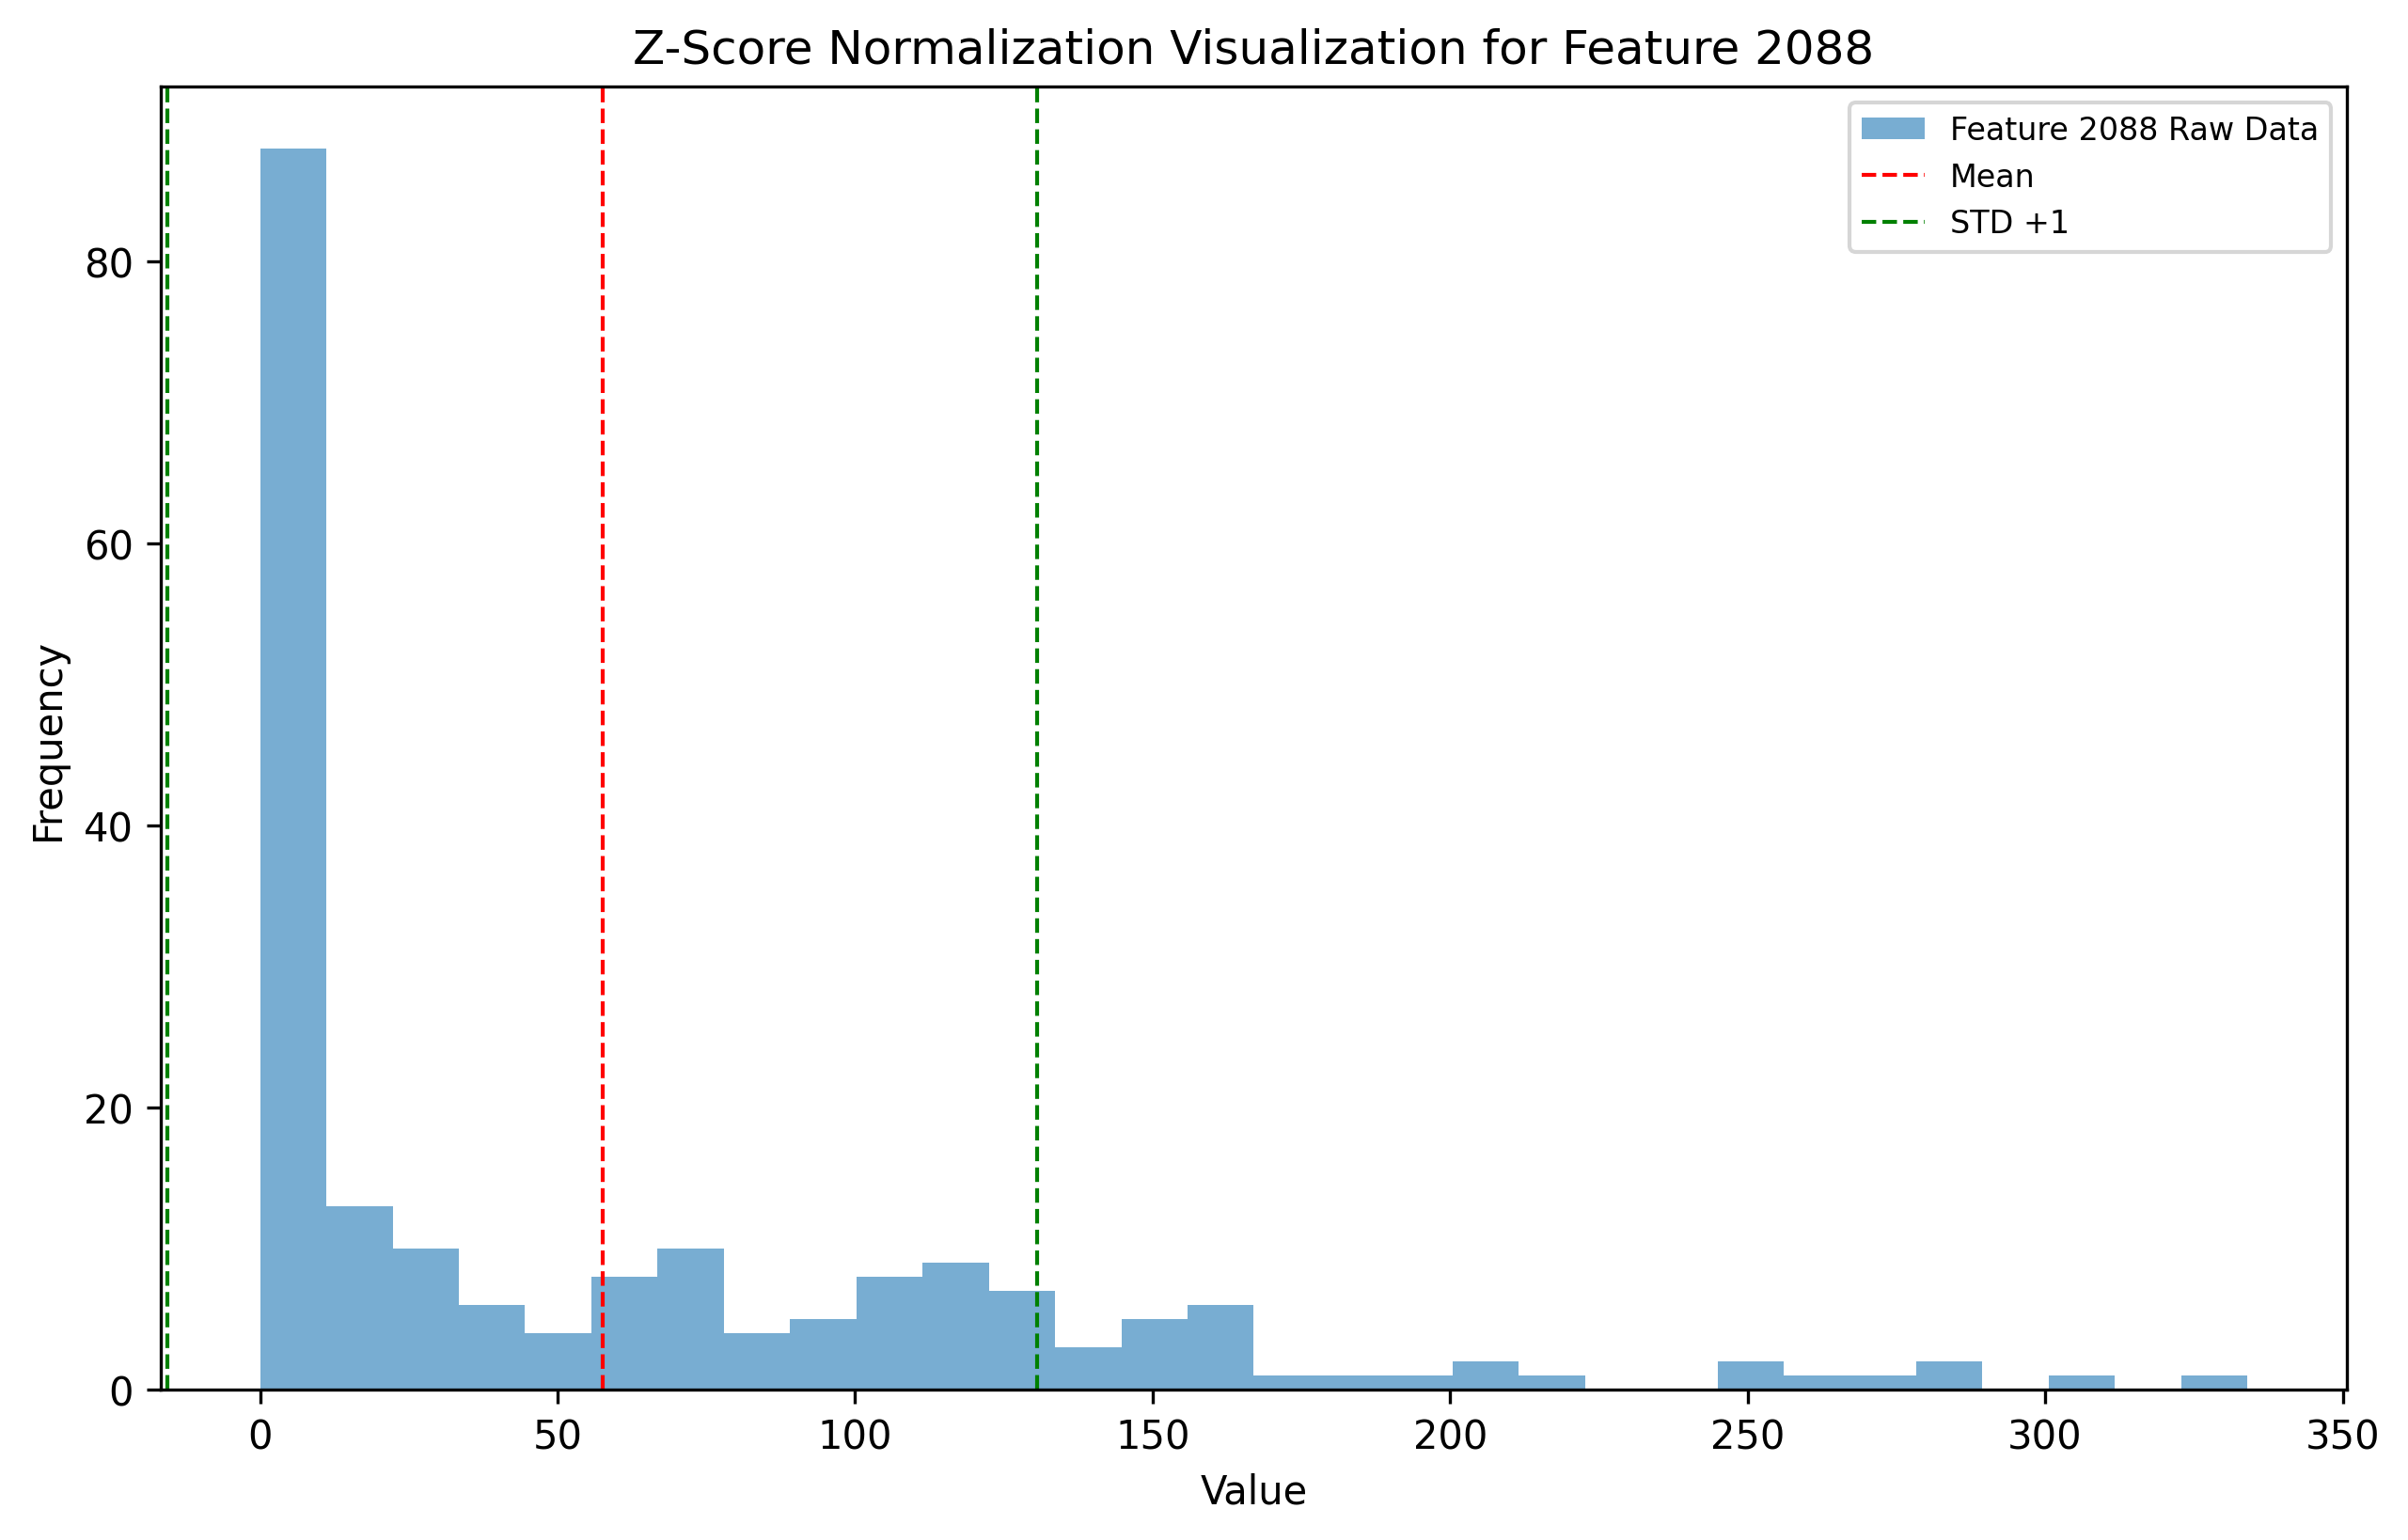 Z-Score Normalization Visualization for Feature 2088
Feature 2088 Raw Data
Mean
STD +1
Frequency
80
60
40
20
0
0 50 100 150 200 250 300 350
Value